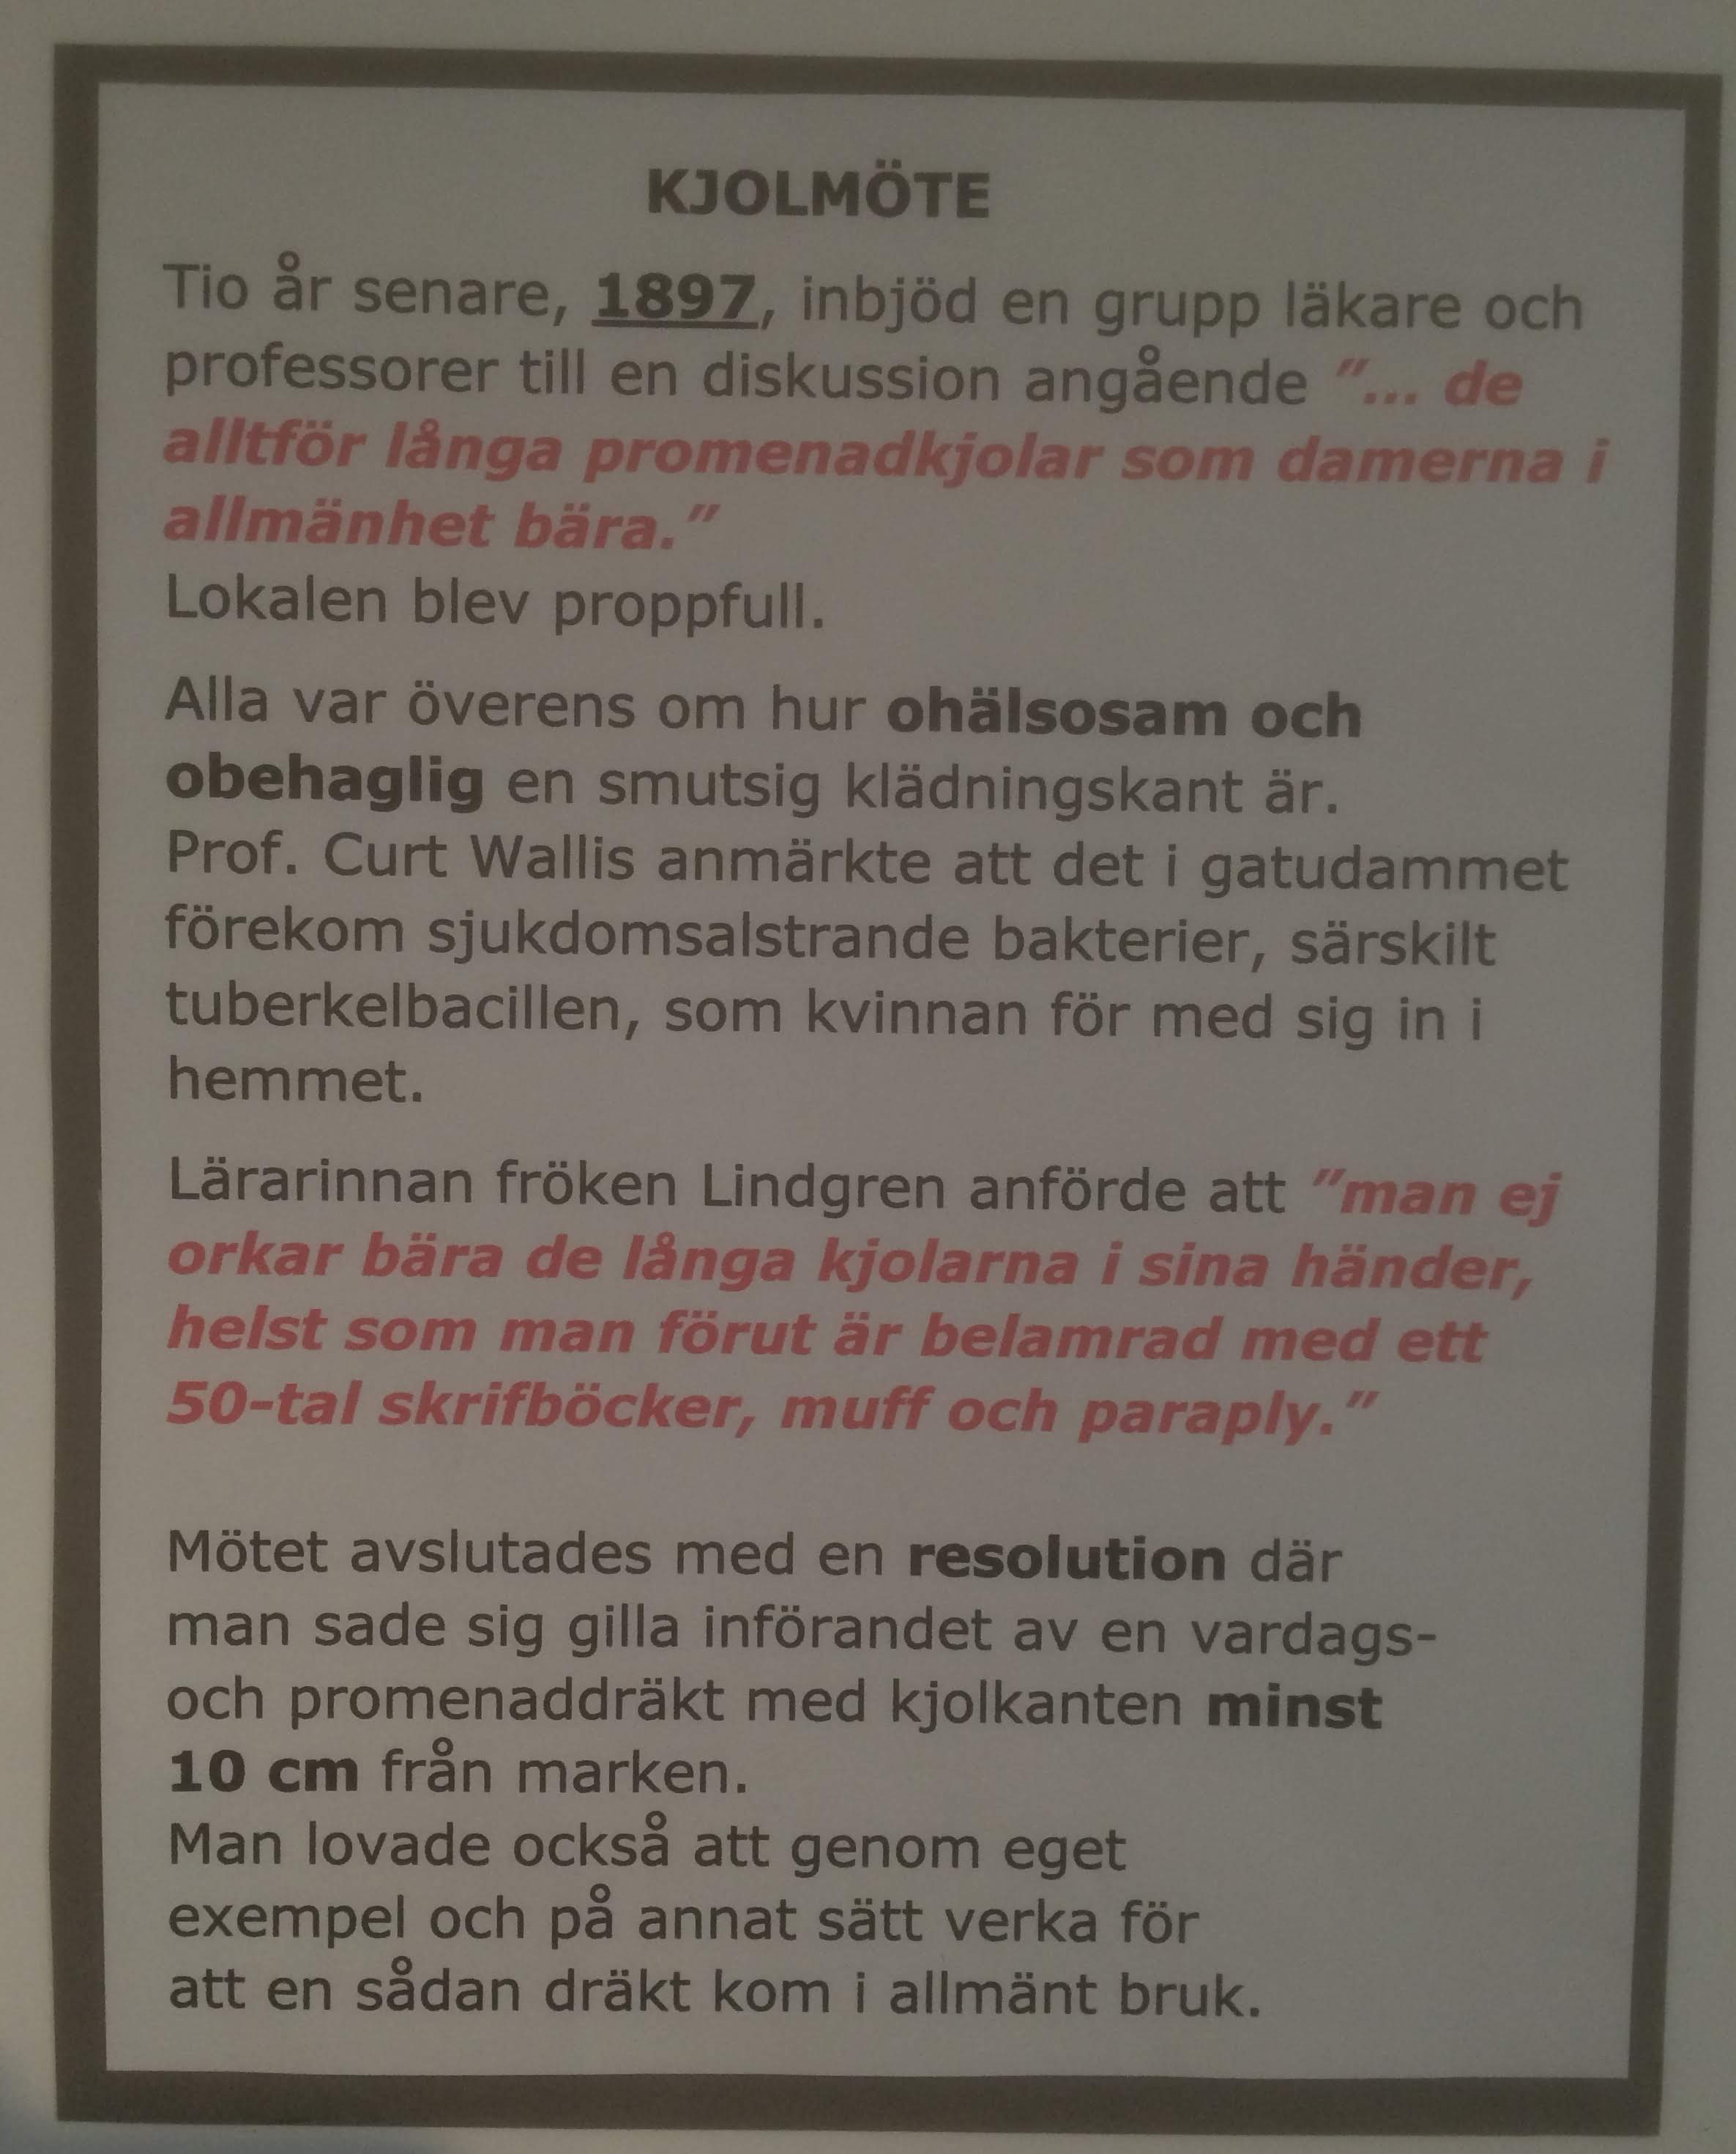 KJOLMÖTE
Tio år senare, 1897, inbjöd en grupp läkare och
professorer till en diskussion angående ”... de
alltför långa promenadkjolar som damerna i
allmänhet bära.”
Lokalen blev proppfull.
Alla var överens om hur ohälsosam och
obehaglig en smutsig klädningskant är.
Prof. Curt Wallis anmärkte att det i gatudammet
förekom sjukdomsalstrande bakterier, särskilt
tuberkelbacillen, som kvinnan för med sig in i
hemmet.
Lärarinnan fröken Lindgren anförde att ”man ej
orkar bära de långa kjolarna i sina händer,
helst som man förut är belamrad med ett
50-tal skrifböcker, muff och paraply.”
Mötet avslutades med en resolution där
man sade sig gilla införandet av en vardags-
och promenaddräkt med kjolkanten minst
10 cm från marken.
Man lovade också att genom eget
exempel och på annat sätt verka för
att en sådan dräkt kom i allmänt bruk.